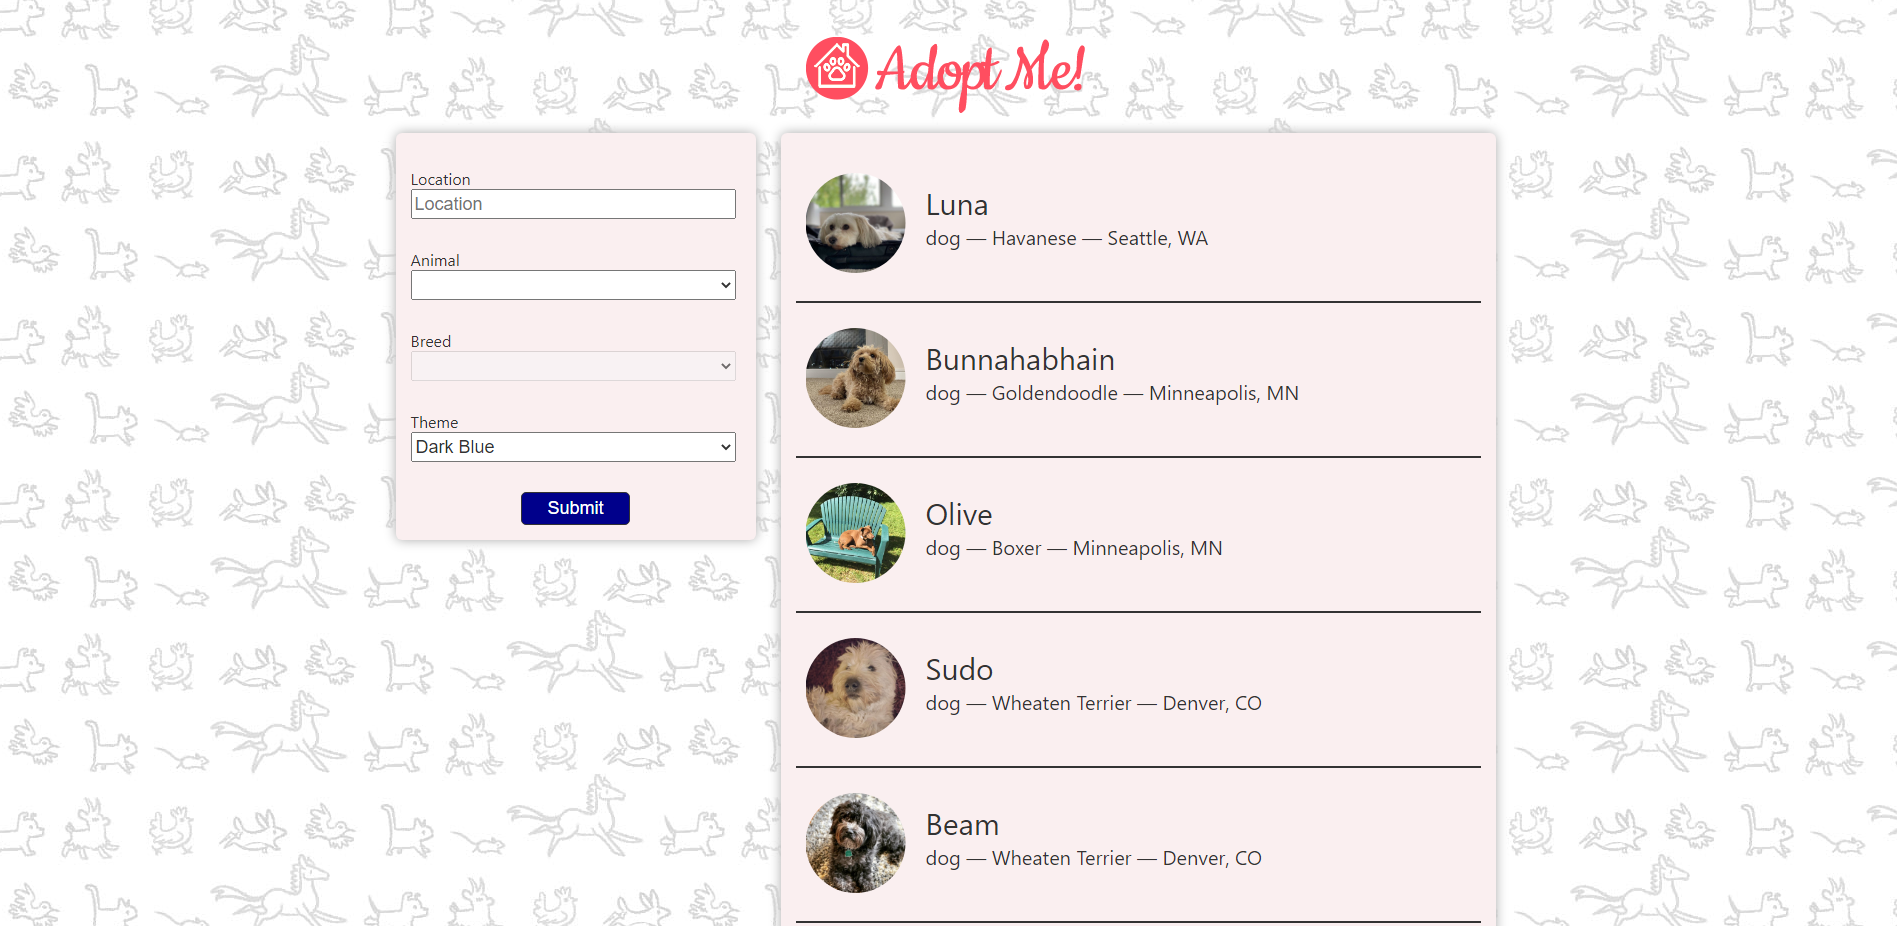 Adopt Me!
Location
Location
Animal
Breed
Theme
Dark Blue
Submit
Luna
dog — Havanese — Seattle, WA
Bunnahabhain
dog — Goldendoodle — Minneapolis, MN
Olive
dog — Boxer — Minneapolis, MN
Sudo
dog — Wheaten Terrier — Denver, CO
Beam
dog — Wheaten Terrier — Denver, CO